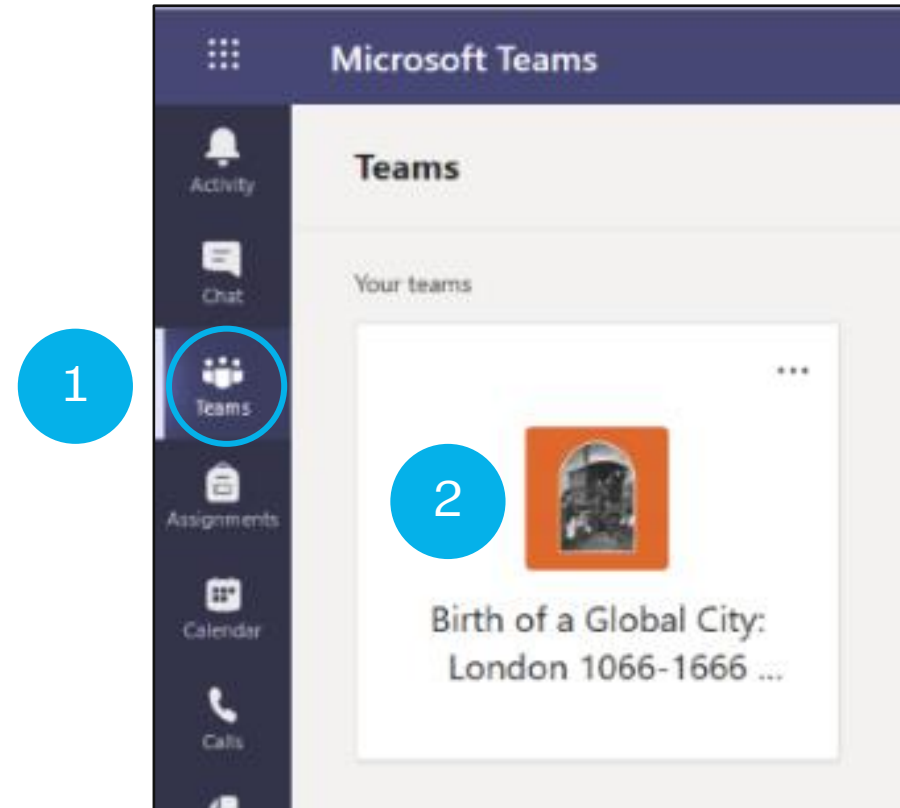 Microsoft Teams
Activity
Teams
Chat
Your teams
1
Teams
...
2
Assignments
Birth of a Global City:
London 1066-1666 ...
Calendar
Calls